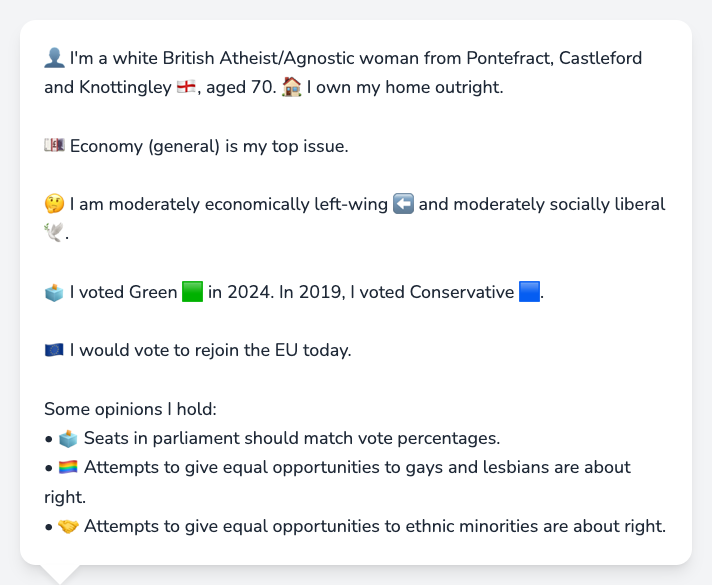 👤 I'm a white British Atheist/Agnostic woman from Pontefract, Castleford
and Knottingley 🏴󠁧󠁢󠁥󠁮󠁧󠁿, aged 70. 🏠 I own my home outright.
💷 Economy (general) is my top issue.
🤔 I am moderately economically left-wing ⬅️ and moderately socially liberal
🕊️.
🗳️ I voted Green 🟩 in 2024. In 2019, I voted Conservative 🟦.
🇪🇺 I would vote to rejoin the EU today.
Some opinions I hold:
• 🗳️ Seats in parliament should match vote percentages.
• 🏳️‍🌈 Attempts to give equal opportunities to gays and lesbians are about
right.
• 🤝 Attempts to give equal opportunities to ethnic minorities are about right.